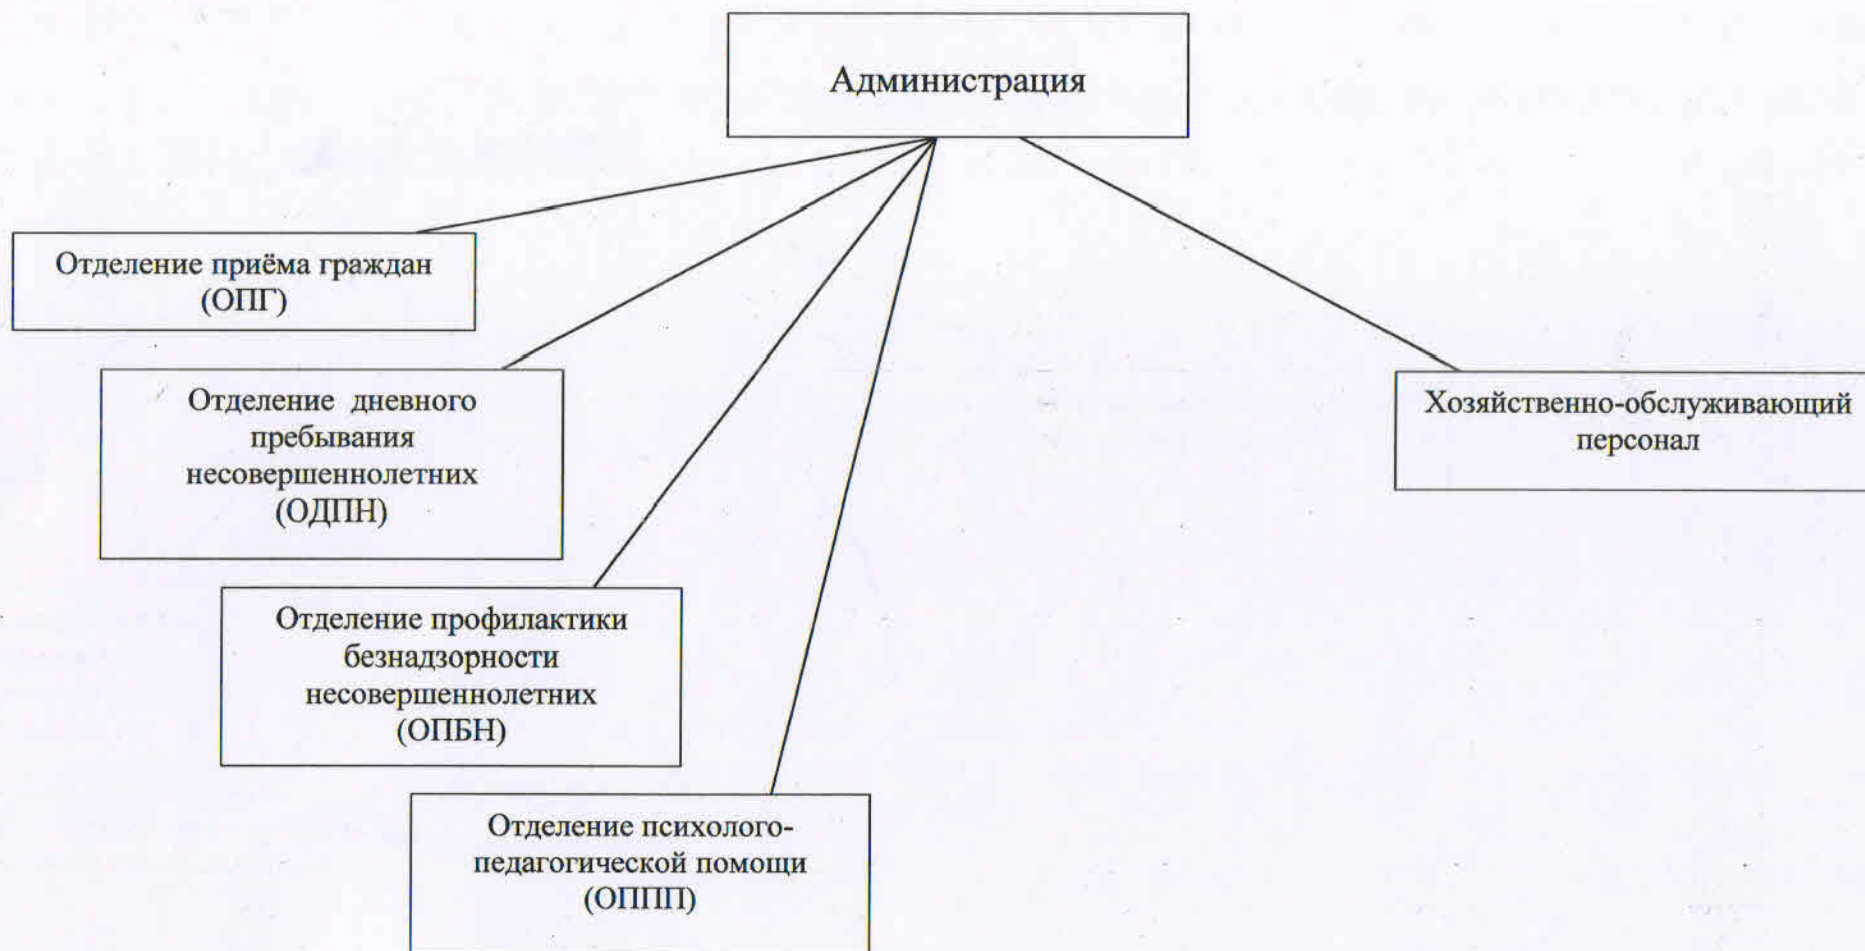 Администрация
Отделение приёма граждан
(ОПГ)
Отделение дневного
пребывания
несовершеннолетних
(ОДПН)
Хозяйственно-обслуживающий
персонал
Отделение профилактики
безнадзорности
несовершеннолетних
(ОПБН)
Отделение психолого-
педагогической помощи
(ОППП)